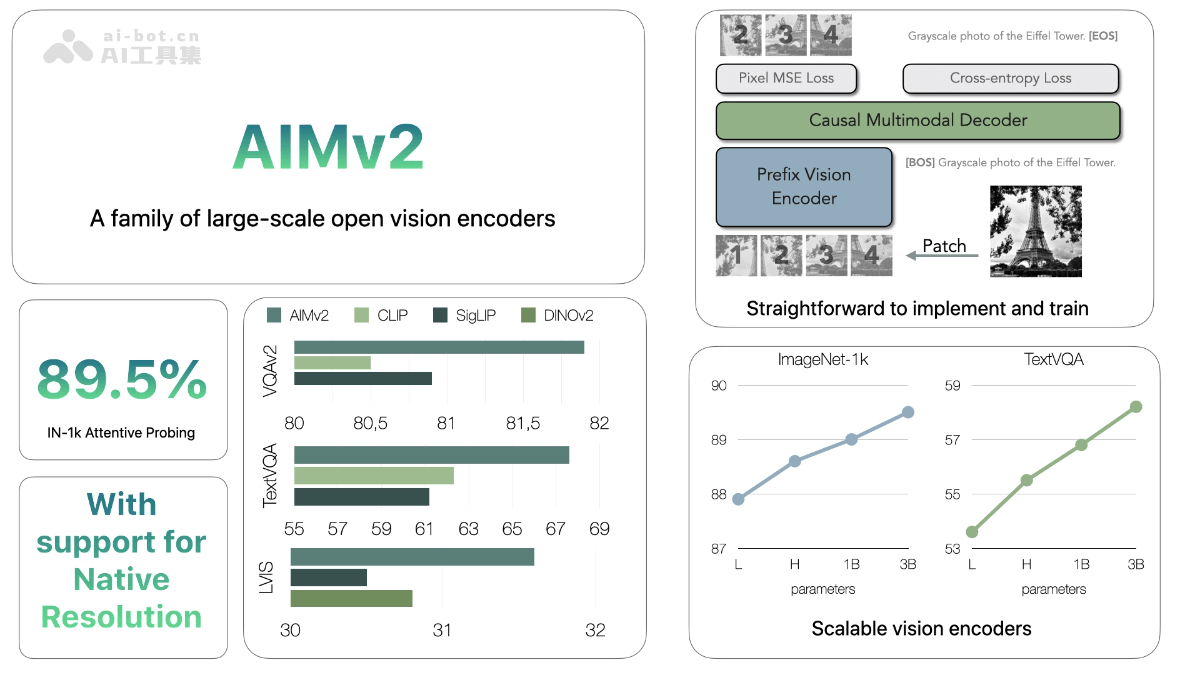 ai-bot.cn
AI工具集
AIMv2
A family of large-scale open vision encoders
89.5%
IN-1k Attentive Probing
With
support for
Native
Resolution
AIMv2 CLIP SigLIP DINOv2
VQAv2
80 80,5 81 81,5 82
TextVQA
55 57 59 61 63 65 67 69
LVIS
30 31 32
2 3 4
Grayscale photo of the Eiffel Tower. [EOS]
Pixel MSE Loss Cross-entropy Loss
Causal Multimodal Decoder
Prefix Vision
Encoder
[BOS] Grayscale photo of the Eiffel Tower.
1 2 3 4
Patch
Straightforward to implement and train
ImageNet-1k
90
89
88
87
L H 1B 3B
parameters
TextVQA
59
57
55
53
L H 1B 3B
parameters
Scalable vision encoders